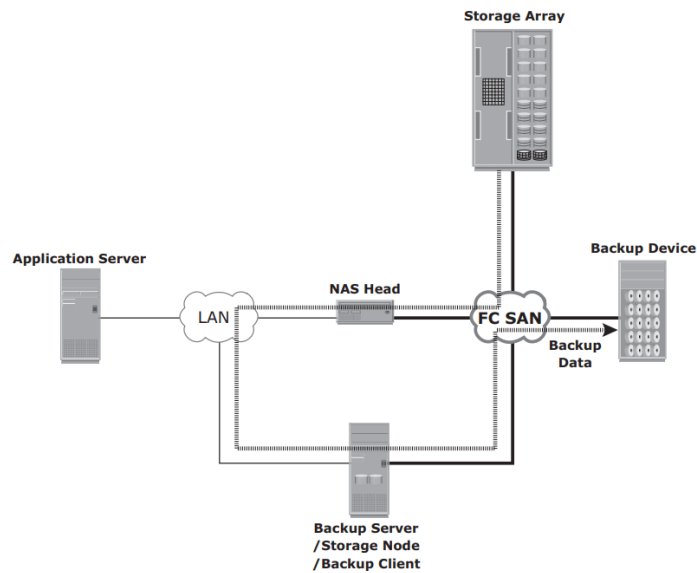 Storage Array
Application Server
Backup Device
NAS Head
LAN
FC SAN
Backup
Data
Backup Server
/Storage Node
/Backup Client